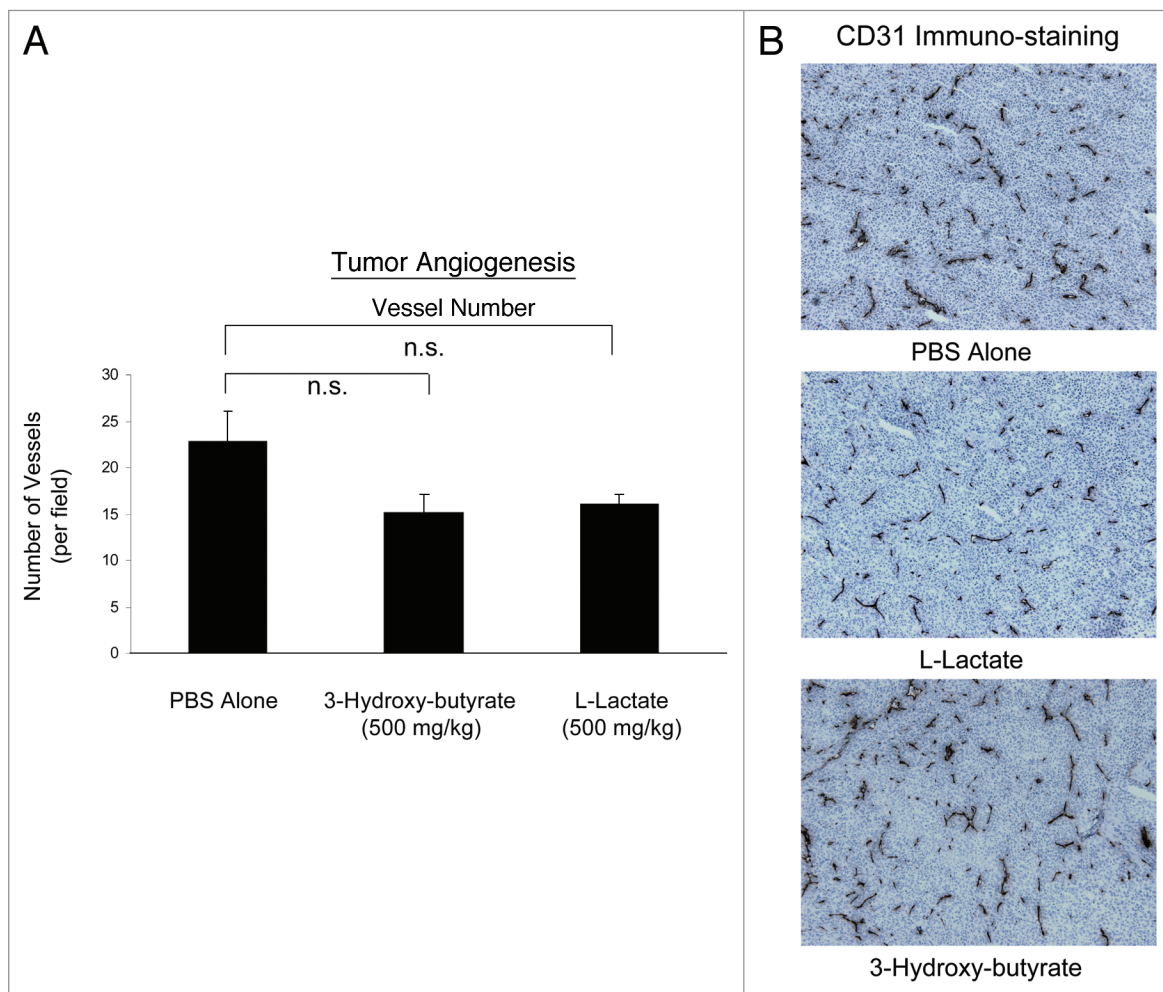 A
Tumor Angiogenesis
Vessel Number
n.s.
n.s.
30
25
20
15
10
5
0
Number of Vessels
(per field)
PBS Alone
3-Hydroxy-butyrate
(500 mg/kg)
L-Lactate
(500 mg/kg)
B
CD31 Immuno-staining
PBS Alone
L-Lactate
3-Hydroxy-butyrate